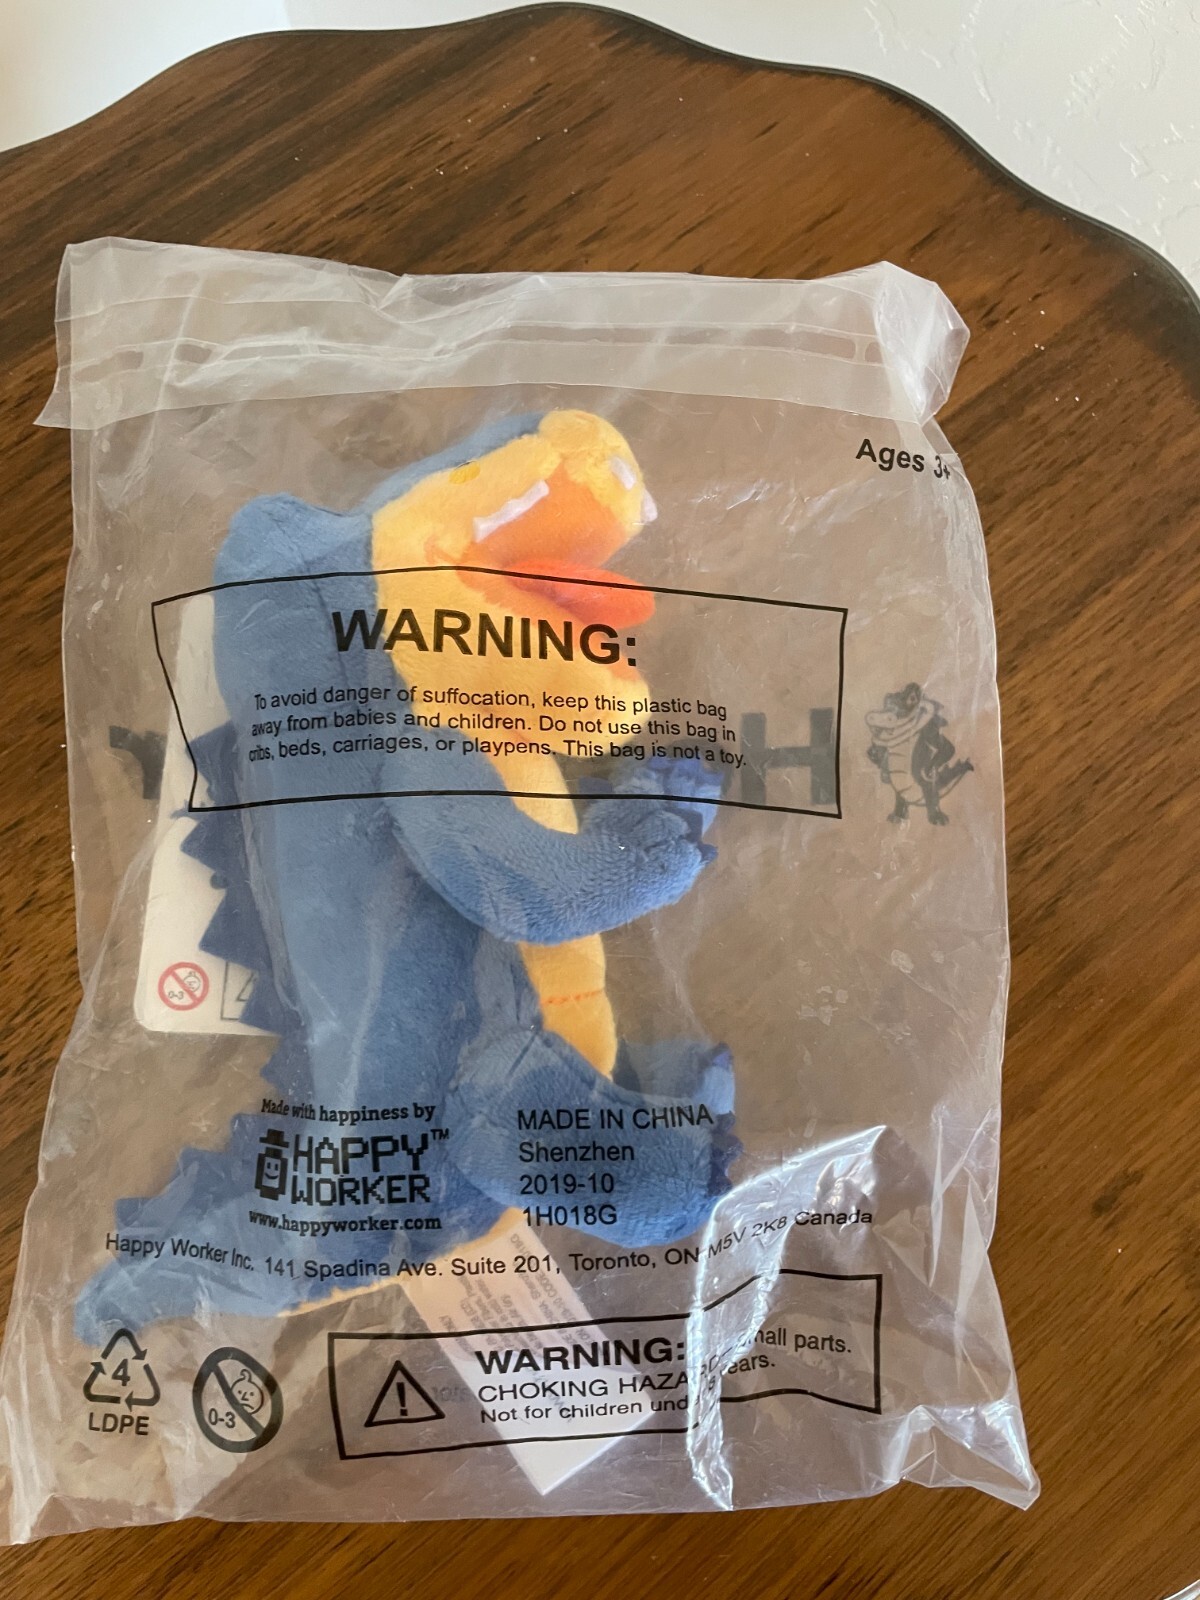 Ages 3+
WARNING:
To avoid danger of suffocation, keep this plastic bag
away from babies and children. Do not use this bag in
cribs, beds, carriages, or playpens. This bag is not a toy.
H
0-3
Made with happiness by
HAPPY™
WORKER
www.happyworker.com
MADE IN CHINA
Shenzhen
2019-10
1H018G
Happy Worker Inc. 141 Spadina Ave. Suite 201, Toronto, ON M5V 2K8 Canada
4
LDPE
0-3
WARNING:
CHOKING HAZA small parts.
Not for children und ears.